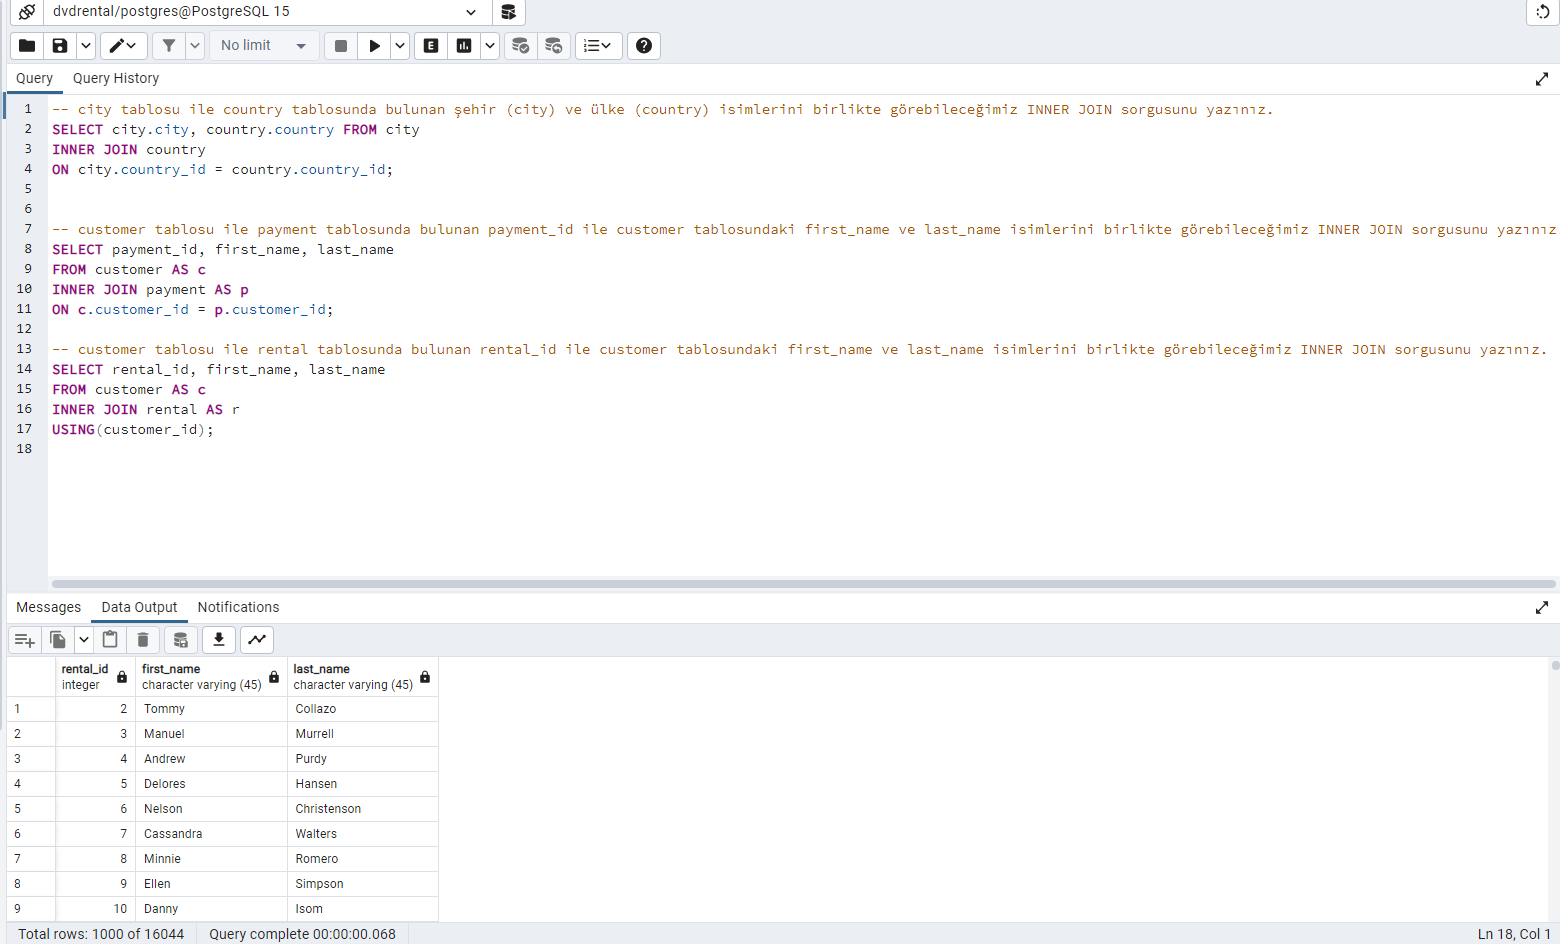 dvdrental/postgres@PostgreSQL 15
No limit
E
Query Query History
1 -- city tablosu ile country tablosunda bulunan şehir (city) ve ülke (country) isimlerini birlikte görebileceğimiz INNER JOIN sorgusunu yazınız.
2 SELECT city.city, country.country FROM city
3 INNER JOIN country
4 ON city.country_id = country.country_id;
5
6
7 -- customer tablosu ile payment tablosunda bulunan payment_id ile customer tablosundaki first_name ve last_name isimlerini birlikte görebileceğimiz INNER JOIN sorgusunu yazınız
8 SELECT payment_id, first_name, last_name
9 FROM customer AS c
10 INNER JOIN payment AS p
11 ON c.customer_id = p.customer_id;
12
13 -- customer tablosu ile rental tablosunda bulunan rental_id ile customer tablosundaki first_name ve last_name isimlerini birlikte görebileceğimiz INNER JOIN sorgusunu yazınız.
14 SELECT rental_id, first_name, last_name
15 FROM customer AS c
16 INNER JOIN rental AS r
17 USING(customer_id);
18
Messages Data Output Notifications
rental_id first_name last_name
integer character varying (45) character varying (45)
1 2 Tommy Collazo
2 3 Manuel Murrell
3 4 Andrew Purdy
4 5 Delores Hansen
5 6 Nelson Christenson
6 7 Cassandra Walters
7 8 Minnie Romero
8 9 Ellen Simpson
9 10 Danny Isom
Total rows: 1000 of 16044 Query complete 00:00:00.068 Ln 18, Col 1